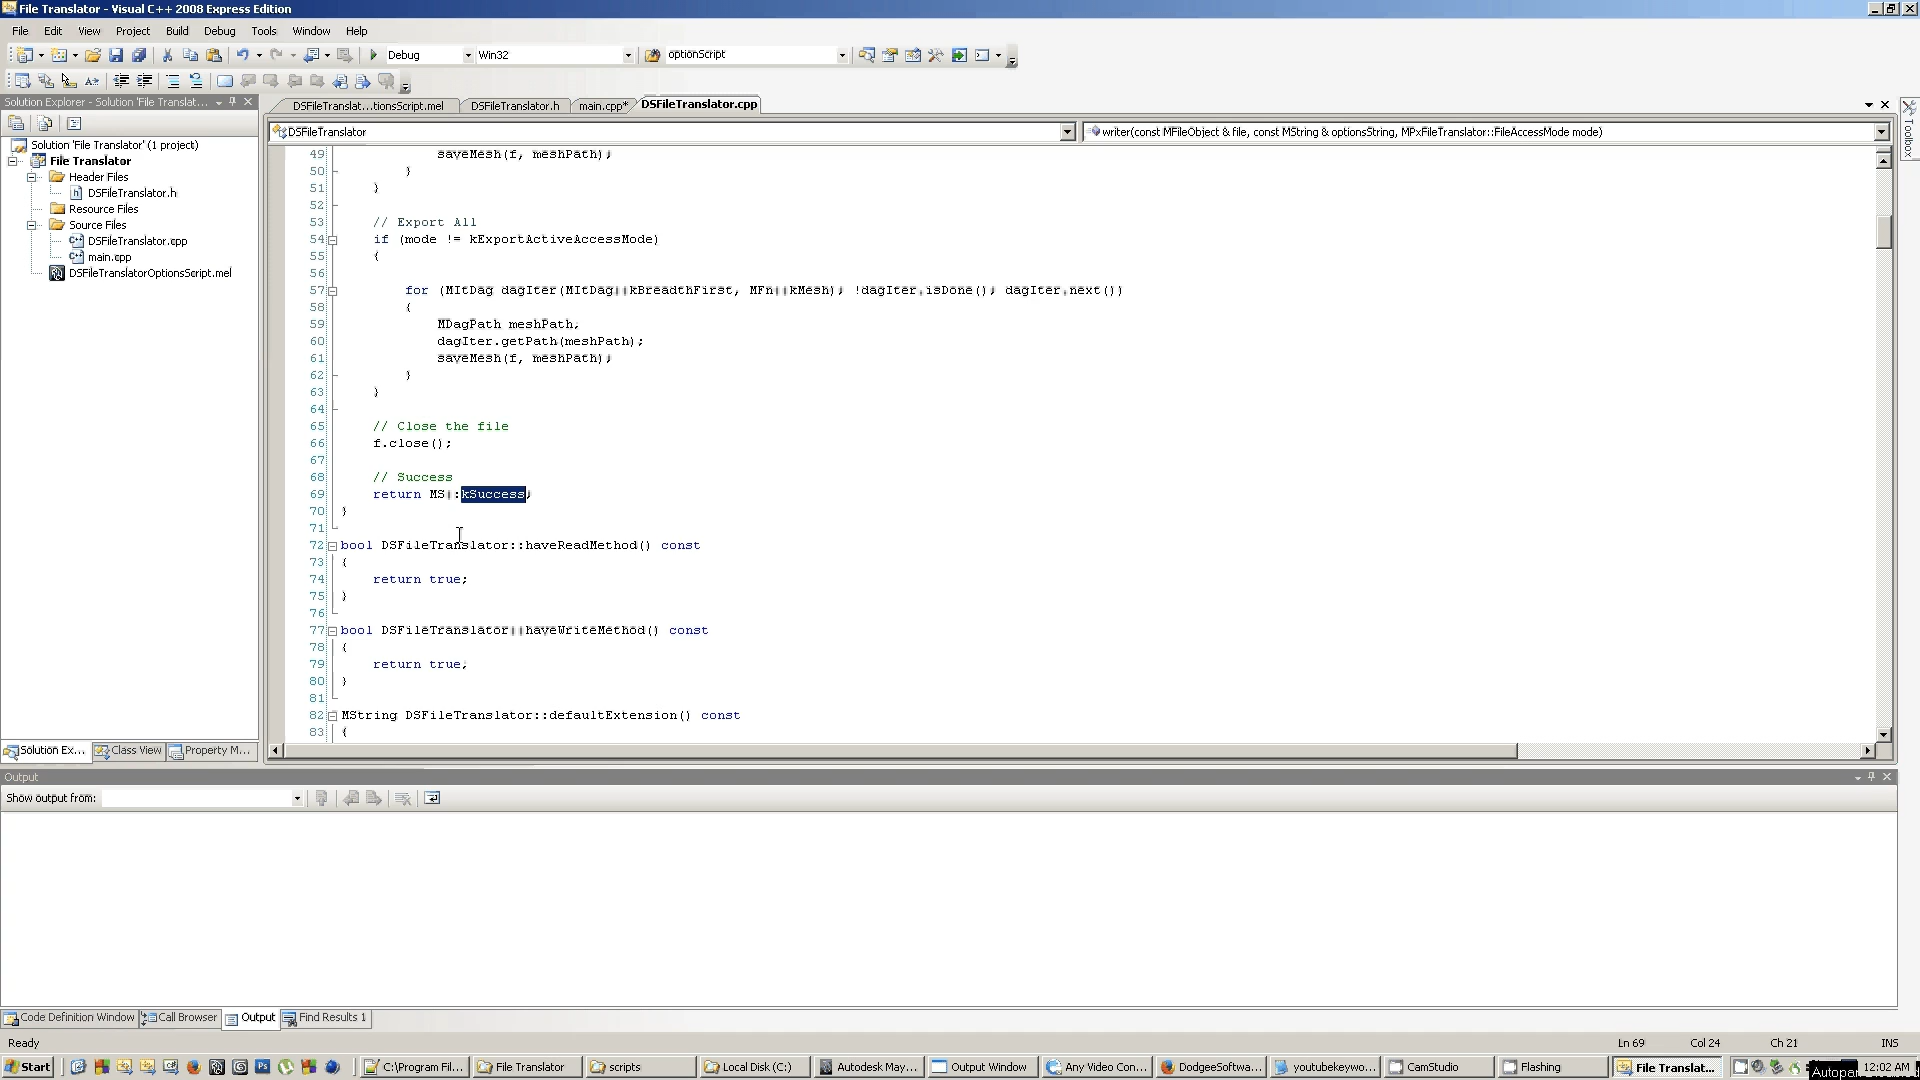 File Translator - Visual C++ 2008 Express Edition
File Edit View Project Build Debug Tools Window Help
Debug Win32 optionScript
Solution Explorer - Solution 'File Translat...
DSFileTranslat...tionsScript.mel DSFileTranslator.h main.cpp* DSFileTranslator.cpp
DSFileTranslator writer(const MFileObject & file, const MString & optionsString, MPxFileTranslator::FileAccessMode mode)
Solution 'File Translator' (1 project)
File Translator
Header Files
DSFileTranslator.h
Resource Files
Source Files
DSFileTranslator.cpp
main.cpp
DSFileTranslatorOptionsScript.mel
Toolbox
49 saveMesh(f, meshPath);
50 }
51 }
52
53 // Export All
54 if (mode != kExportActiveAccessMode)
55 {
56
57 for (MItDag dagIter(MItDag::kBreadthFirst, MFn::kMesh); !dagIter.isDone(); dagIter.next())
58 {
59 MDagPath meshPath;
60 dagIter.getPath(meshPath);
61 saveMesh(f, meshPath);
62 }
63 }
64
65 // Close the file
66 f.close();
67
68 // Success
69 return MS::kSuccess;
70 }
71
72 bool DSFileTranslator::haveReadMethod() const
73 {
74 return true;
75 }
76
77 bool DSFileTranslator::haveWriteMethod() const
78 {
79 return true;
80 }
81
82 MString DSFileTranslator::defaultExtension() const
83 {
Solution Ex... Class View Property M...
Output
Show output from:
Code Definition Window Call Browser Output Find Results 1
Ready Ln 69 Col 24 Ch 21 INS
Start C:\Program Fil... File Translator scripts Local Disk (C:) Autodesk May... Output Window Any Video Con... DodgeeSoftwa... youtubekeywo... CamStudio Flashing File Translat... 12:02 AM